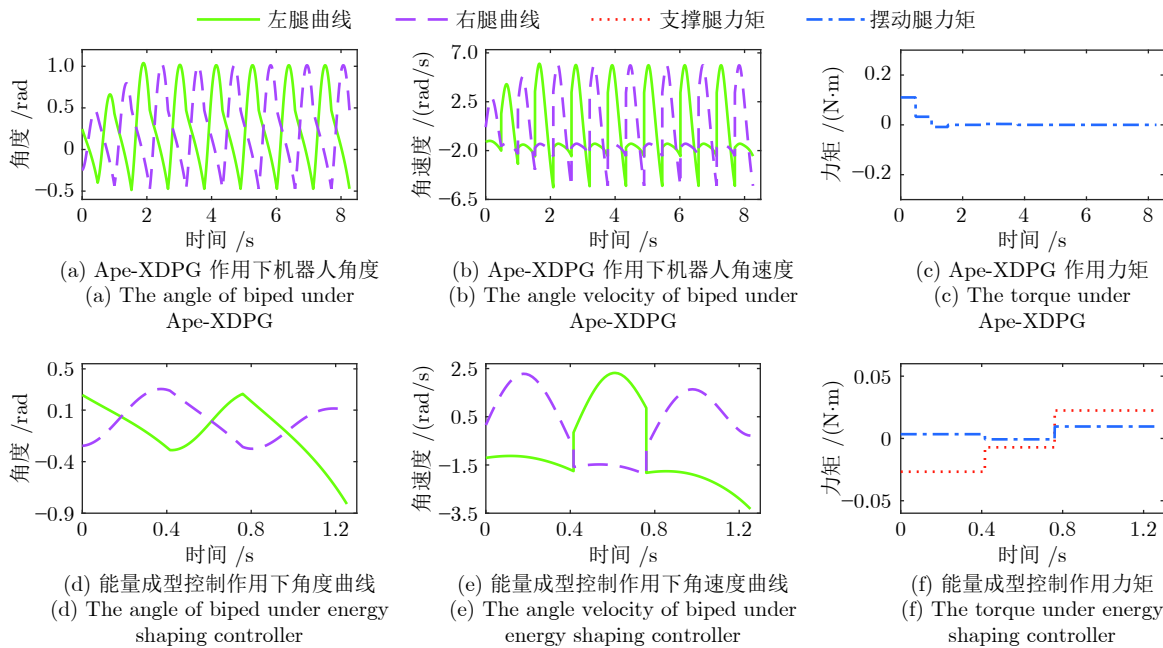 左腿曲线 右腿曲线 支撑腿力矩 摆动腿力矩
角度 /rad
1.0
0.5
0
−0.5
0 2 4 6 8
时间 /s
(a) Ape-XDPG 作用下机器人角度
(a) The angle of biped under
Ape-XDPG
角速度 /(rad/s)
7.0
2.5
−2.0
−6.5
0 2 4 6 8
时间 /s
(b) Ape-XDPG 作用下机器人角速度
(b) The angle velocity of biped under
Ape-XDPG
力矩 /(N·m)
0.2
0
−0.2
0 2 4 6 8
时间 /s
(c) Ape-XDPG 作用力矩
(c) The torque under
Ape-XDPG
角度 /rad
0.5
0.1
−0.4
−0.9
0 0.4 0.8 1.2
时间 /s
(d) 能量成型控制作用下角度曲线
(d) The angle of biped under energy
shaping controller
角速度 /(rad/s)
2.5
0.5
−1.5
−3.5
0 0.4 0.8 1.2
时间 /s
(e) 能量成型控制作用下角速度曲线
(e) The angle velocity of biped under
energy shaping controller
力矩 /(N·m)
0.05
0
−0.05
0 0.4 0.8 1.2
时间 /s
(f) 能量成型控制作用力矩
(f) The torque under energy
shaping controller